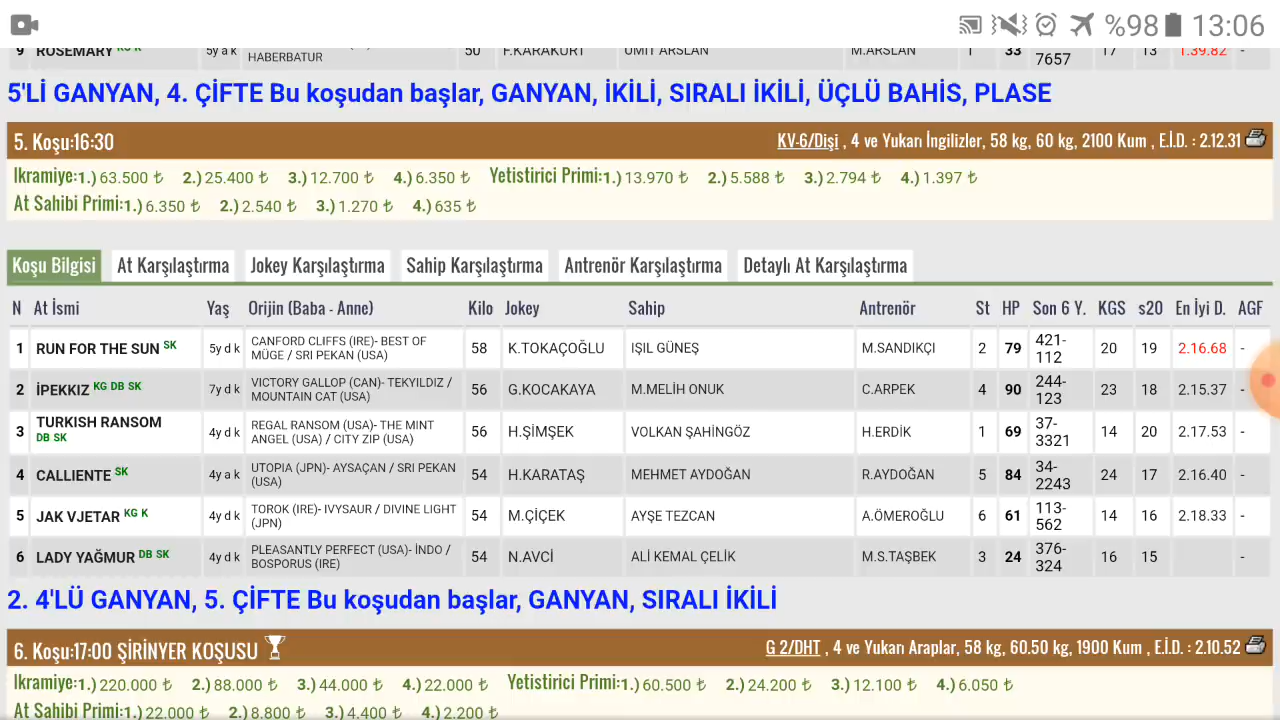 %98 13:06
9 ROSEMARY KG K 5y a k HABERBATUR 50 F.KARAKURT ÜMİT ARSLAN M.ARSLAN 1 33 7657 17 13 1.39.82 -
5'Lİ GANYAN, 4. ÇİFTE Bu koşudan başlar, GANYAN, İKİLİ, SIRALI İKİLİ, ÜÇLÜ BAHİS, PLASE
5. Koşu:16:30 KV-6/Dişi , 4 ve Yukarı İngilizler, 58 kg, 60 kg, 2100 Kum , E.İ.D. : 2.12.31
Ikramiye:1.) 63.500 ₺ 2.) 25.400 ₺ 3.) 12.700 ₺ 4.) 6.350 ₺ Yetistirici Primi:1.) 13.970 ₺ 2.) 5.588 ₺ 3.) 2.794 ₺ 4.) 1.397 ₺
At Sahibi Primi:1.) 6.350 ₺ 2.) 2.540 ₺ 3.) 1.270 ₺ 4.) 635 ₺
Koşu Bilgisi At Karşılaştırma Jokey Karşılaştırma Sahip Karşılaştırma Antrenör Karşılaştırma Detaylı At Karşılaştırma
N At İsmi Yaş Orijin (Baba - Anne) Kilo Jokey Sahip Antrenör St HP Son 6 Y. KGS s20 En İyi D. AGF
1 RUN FOR THE SUN SK 5y d k CANFORD CLIFFS (IRE)- BEST OF MÜGE / SRI PEKAN (USA) 58 K.TOKAÇOĞLU IŞIL GÜNEŞ M.SANDIKÇI 2 79 421-112 20 19 2.16.68 -
2 İPEKKIZ KG DB SK 7y d k VICTORY GALLOP (CAN)- TEKYILDIZ / MOUNTAIN CAT (USA) 56 G.KOCAKAYA M.MELİH ONUK C.ARPEK 4 90 244-123 23 18 2.15.37 -
3 TURKISH RANSOM DB SK 4y d k REGAL RANSOM (USA)- THE MINT ANGEL (USA) / CITY ZIP (USA) 56 H.ŞİMŞEK VOLKAN ŞAHİNGÖZ H.ERDİK 1 69 37-3321 14 20 2.17.53 -
4 CALLIENTE SK 4y a k UTOPIA (JPN)- AYSAÇAN / SRI PEKAN (USA) 54 H.KARATAŞ MEHMET AYDOĞAN R.AYDOĞAN 5 84 34-2243 24 17 2.16.40 -
5 JAK VJETAR KG K 4y d k TOROK (IRE)- IVYSAUR / DIVINE LIGHT (JPN) 54 M.ÇİÇEK AYŞE TEZCAN A.ÖMEROĞLU 6 61 113-562 14 16 2.18.33 -
6 LADY YAĞMUR DB SK 4y d k PLEASANTLY PERFECT (USA)- İNDO / BOSPORUS (IRE) 54 N.AVCİ ALİ KEMAL ÇELİK M.S.TAŞBEK 3 24 376-324 16 15 -
2. 4'LÜ GANYAN, 5. ÇİFTE Bu koşudan başlar, GANYAN, SIRALI İKİLİ
6. Koşu:17:00 ŞİRİNYER KOŞUSU G 2/DHT , 4 ve Yukarı Araplar, 58 kg, 60.50 kg, 1900 Kum , E.İ.D. : 2.10.52
Ikramiye:1.) 220.000 ₺ 2.) 88.000 ₺ 3.) 44.000 ₺ 4.) 22.000 ₺ Yetistirici Primi:1.) 60.500 ₺ 2.) 24.200 ₺ 3.) 12.100 ₺ 4.) 6.050 ₺
At Sahibi Primi:1.) 22.000 ₺ 2.) 8.800 ₺ 3.) 4.400 ₺ 4.) 2.200 ₺